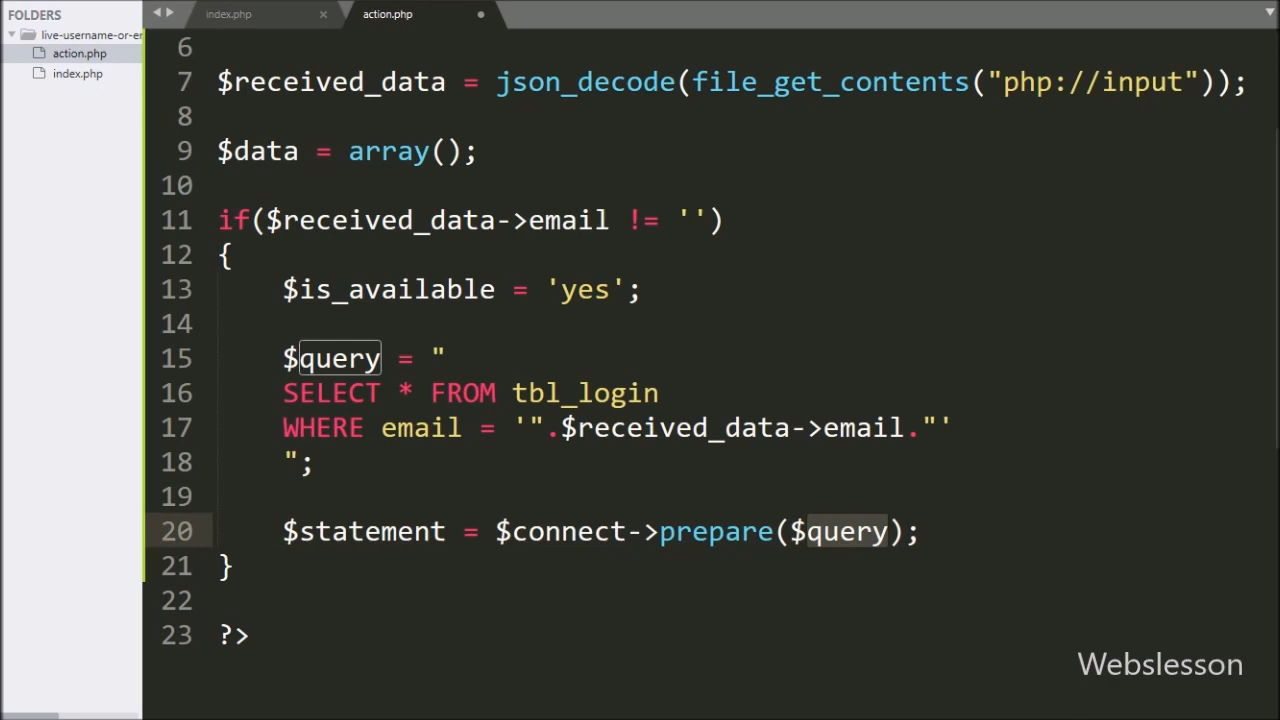 FOLDERS
live-username-or-er
action.php
index.php
index.php ×
action.php
6
7 $received_data = json_decode(file_get_contents("php://input"));
8
9 $data = array();
10
11 if($received_data->email != '')
12 {
13 $is_available = 'yes';
14
15 $query = "
16 SELECT * FROM tbl_login
17 WHERE email = '".$received_data->email."'
18 ";
19
20 $statement = $connect->prepare($query);
21 }
22
23 ?>
Webslesson